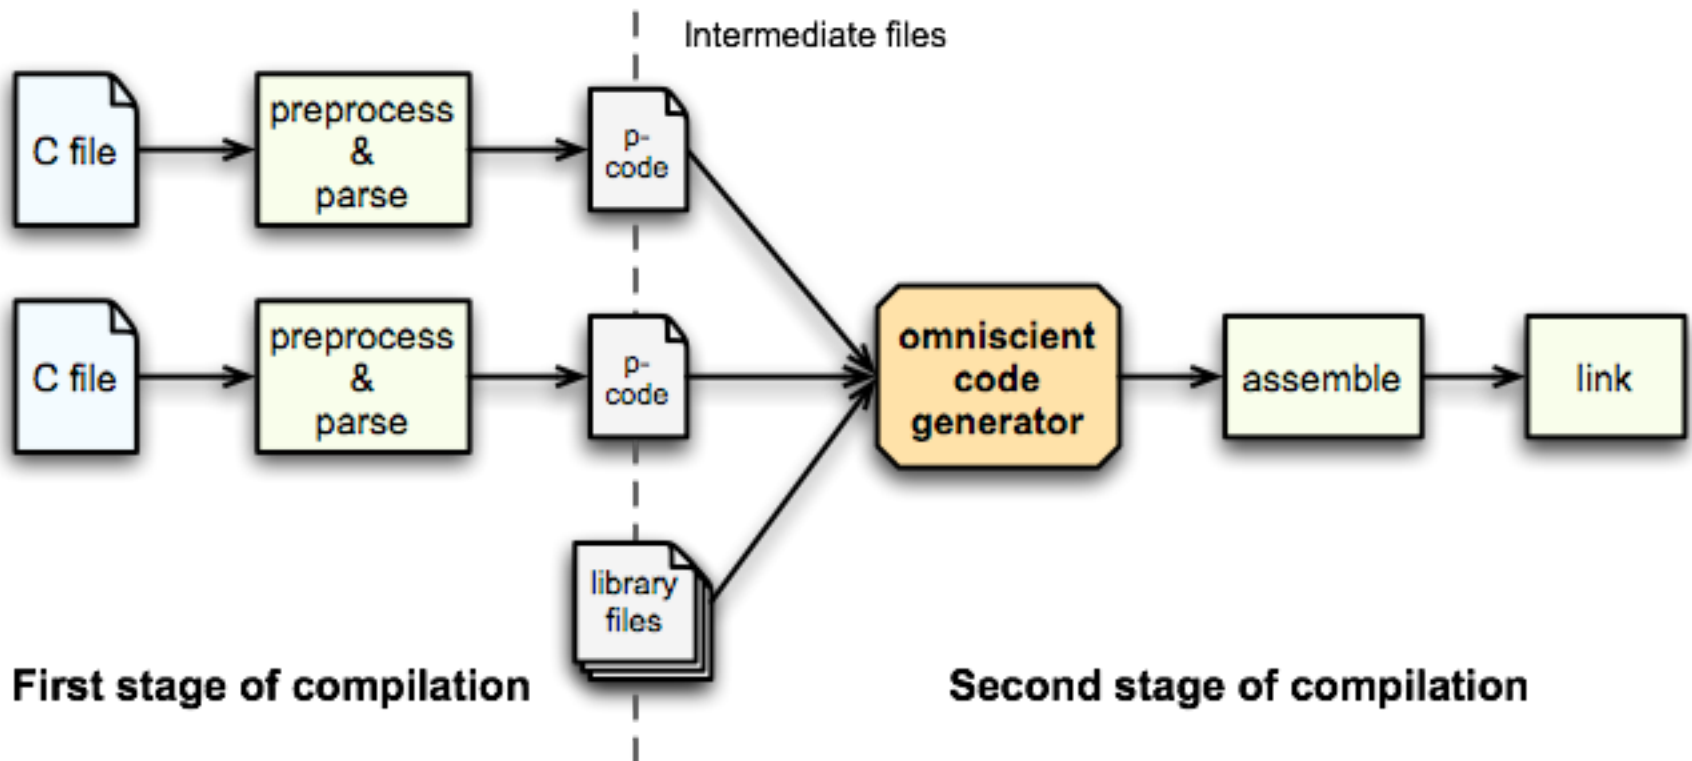 Intermediate files
C file
preprocess
&
parse
p-
code
C file
preprocess
&
parse
p-
code
omniscient
code
generator
assemble
link
library
files
First stage of compilation
Second stage of compilation